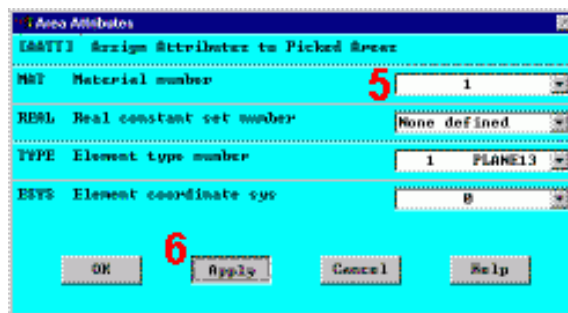 Area Attributes
[AATT] Assign Attributes to Picked Areas
MAT Material number 5 1
REAL Real constant set number None defined
TYPE Element type number 1 PLANE13
ESYS Element coordinate sys 0
6
OK Apply Cancel Help